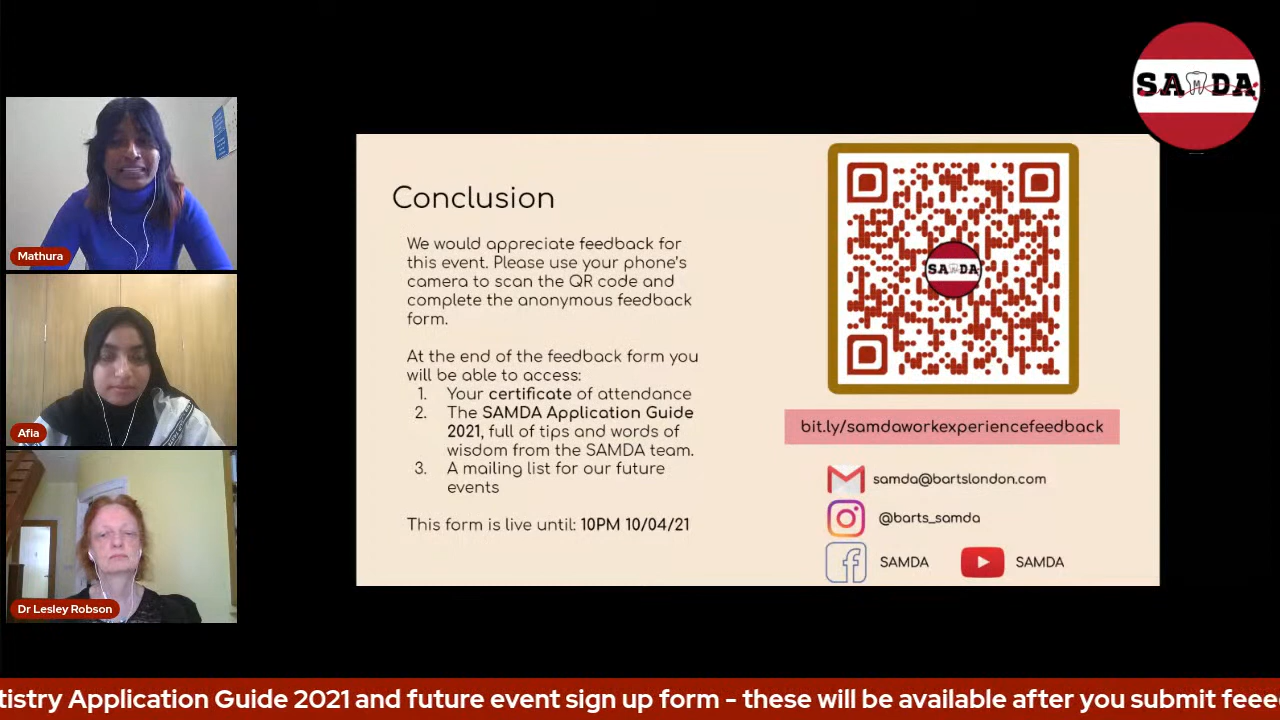 SAMDA
Mathura
Afia
Dr Lesley Robson
Conclusion
We would appreciate feedback for
this event. Please use your phone's
camera to scan the QR code and
complete the anonymous feedback
form.
At the end of the feedback form you
will be able to access:
1. Your certificate of attendance
2. The SAMDA Application Guide
2021, full of tips and words of
wisdom from the SAMDA team.
3. A mailing list for our future
events
This form is live until: 10PM 10/04/21
SAMDA
bit.ly/samdaworkexperiencefeedback
samda@bartslondon.com
@barts_samda
SAMDA
SAMDA
tistry Application Guide 2021 and future event sign up form - these will be available after you submit feee